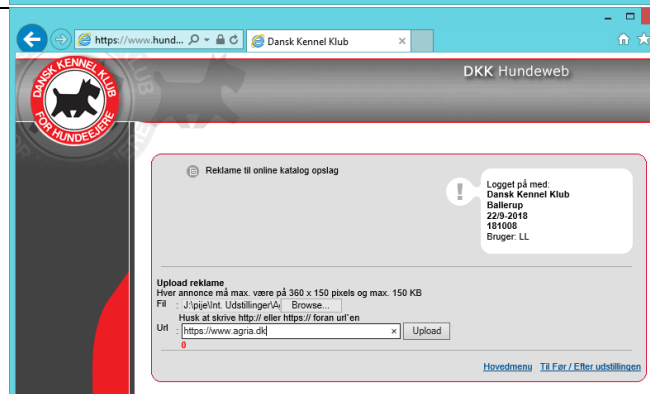 https://www.hund...
Dansk Kennel Klub
DANSK KENNEL KLUB
FOR HUNDEEJERE
DKK Hundeweb
Reklame til online katalog opslag
!
Logget på med:
Dansk Kennel Klub
Ballerup
22/9-2018
181008
Bruger: LL
Upload reklame
Hver annonce må max. være på 360 x 150 pixels og max. 150 KB
Fil : J:\pije\Int. Udstillinger\A Browse...
Husk at skrive http:// eller https:// foran url'en
Url : https://www.agria.dk × Upload
0
Hovedmenu Til Før / Efter udstillingen